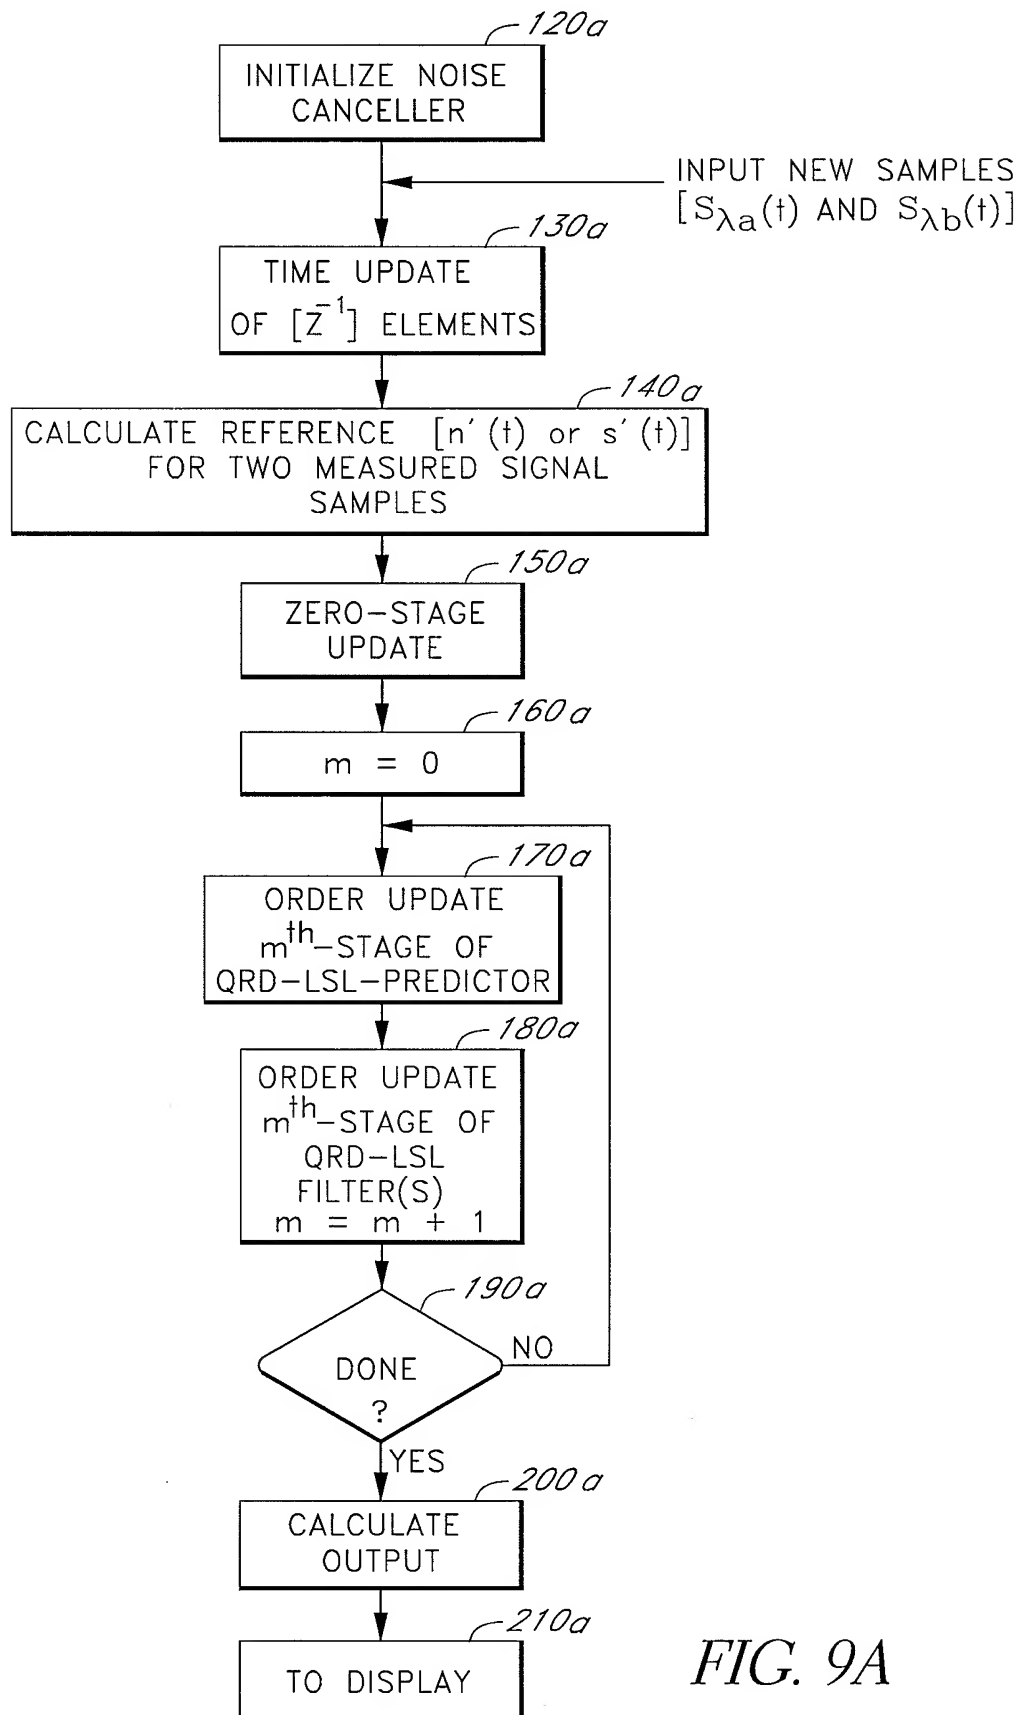 120a
INITIALIZE NOISE
CANCELLER
INPUT NEW SAMPLES
[Sλa(t) AND Sλb(t)]
130a
TIME UPDATE
OF [Z⁻¹] ELEMENTS
140a
CALCULATE REFERENCE [n'(t) or s'(t)]
FOR TWO MEASURED SIGNAL
SAMPLES
150a
ZERO-STAGE
UPDATE
160a
m = 0
170a
ORDER UPDATE
mth-STAGE OF
QRD-LSL-PREDICTOR
180a
ORDER UPDATE
mth-STAGE OF
QRD-LSL
FILTER(S)
m = m + 1
190a
NO
DONE
?
YES
200a
CALCULATE
OUTPUT
210a
TO DISPLAY
FIG. 9A